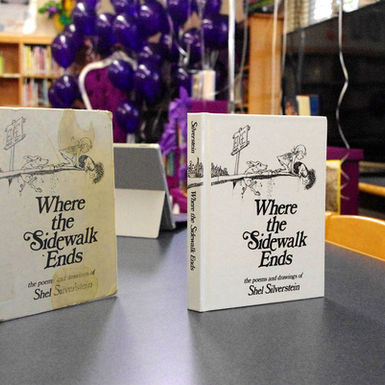 Where
the
Sidewalk
Ends
the poems and drawings of
Shel Silverstein
Silverstein Where the Sidewalk Ends
Where
the
Sidewalk
Ends
the poems and drawings of
Shel Silverstein